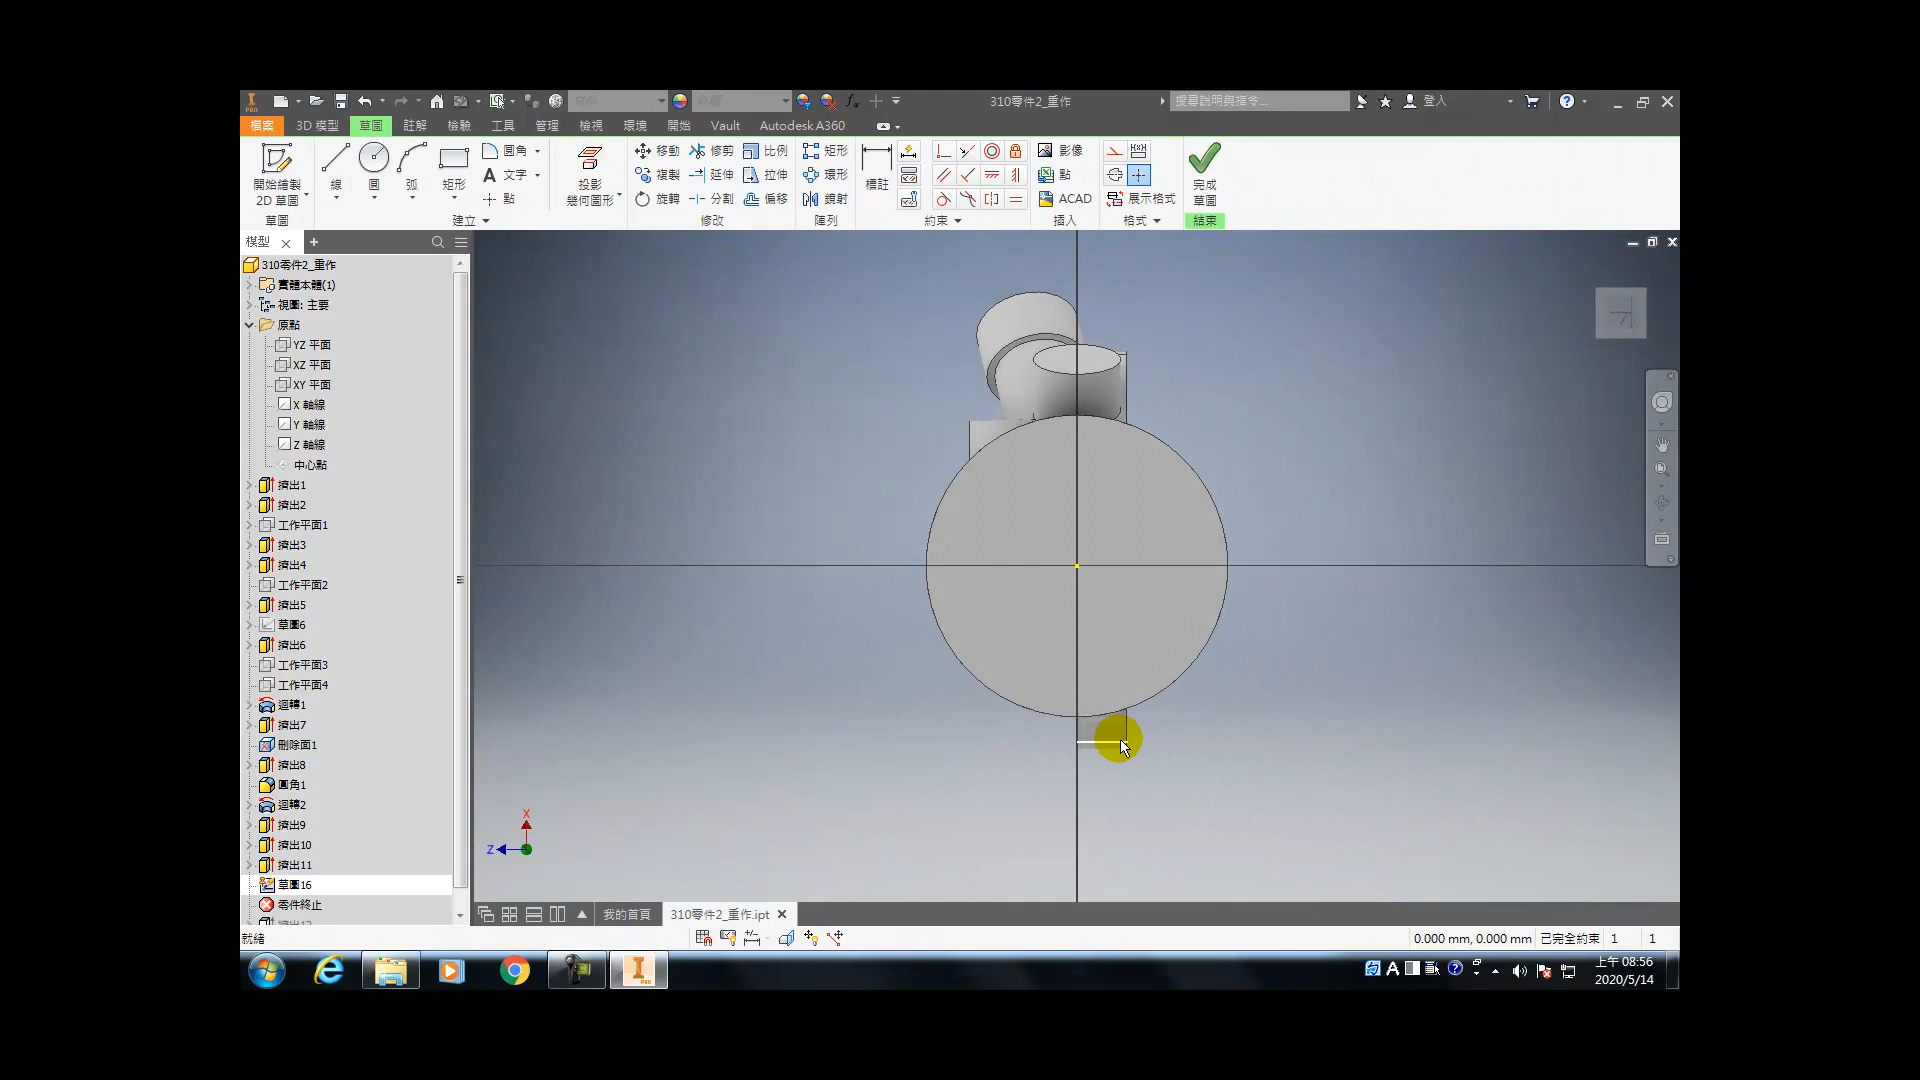 310零件2_重作
搜尋說明與指令...
登入
檔案 3D 模型 草圖 註解 檢驗 工具 管理 檢視 環境 開始 Vault Autodesk A360
開始繪製
2D 草圖
線
圓
弧
矩形
圓角
文字
點
投影
幾何圖形
移動 修剪 比例
複製 延伸 拉伸
旋轉 分割 偏移
矩形
環形
鏡射
標註
影像
點
ACAD
展示格式
完成
草圖
草圖 建立 修改 陣列 約束 插入 格式 結束
模型
310零件2_重作
實體本體(1)
視圖: 主要
原點
YZ 平面
XZ 平面
XY 平面
X 軸線
Y 軸線
Z 軸線
中心點
擠出1
擠出2
工作平面1
擠出3
擠出4
工作平面2
擠出5
草圖6
擠出6
工作平面3
工作平面4
迴轉1
擠出7
刪除面1
擠出8
圓角1
迴轉2
擠出9
擠出10
擠出11
草圖16
零件終止
X
Z
我的首頁 310零件2_重作.ipt
就緒
0.000 mm, 0.000 mm 已完全約束 1 1
上午 08:56
2020/5/14